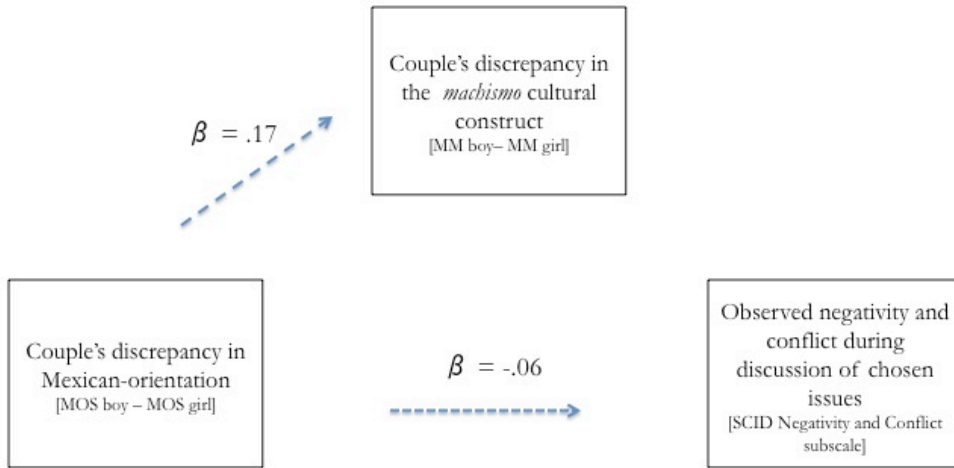 Couple's discrepancy in
the machismo cultural
construct
[MM boy– MM girl]
β = .17
Couple's discrepancy in
Mexican-orientation
[MOS boy – MOS girl]
β = -.06
Observed negativity and
conflict during
discussion of chosen
issues
[SCID Negativity and Conflict
subscale]